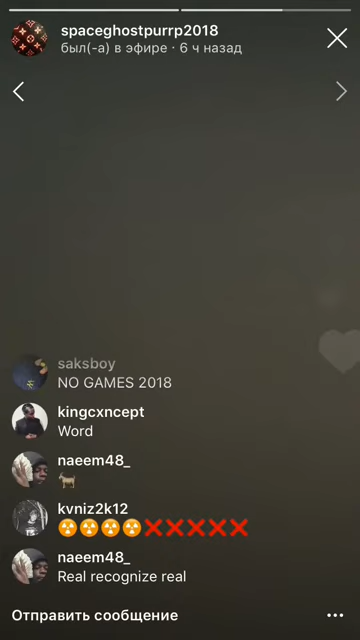 spaceghostpurrp2018
был(-а) в эфире · 6 ч назад
saksboy
NO GAMES 2018
kingcxncept
Word
naeem48_
🐐
kvniz2k12
☢️☢️☢️☢️❌❌❌❌❌
naeem48_
Real recognize real
Отправить сообщение